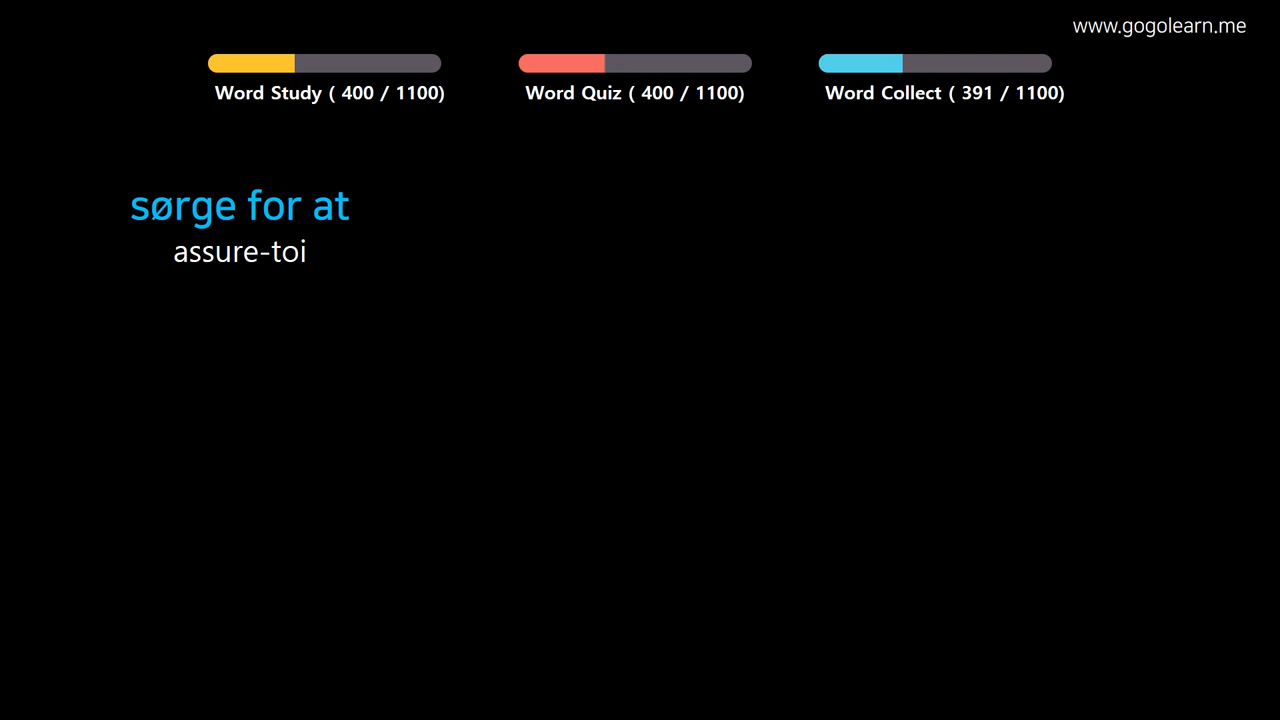 www.gogolearn.me
Word Study ( 400 / 1100)
Word Quiz ( 400 / 1100)
Word Collect ( 391 / 1100)
sørge for at
assure-toi